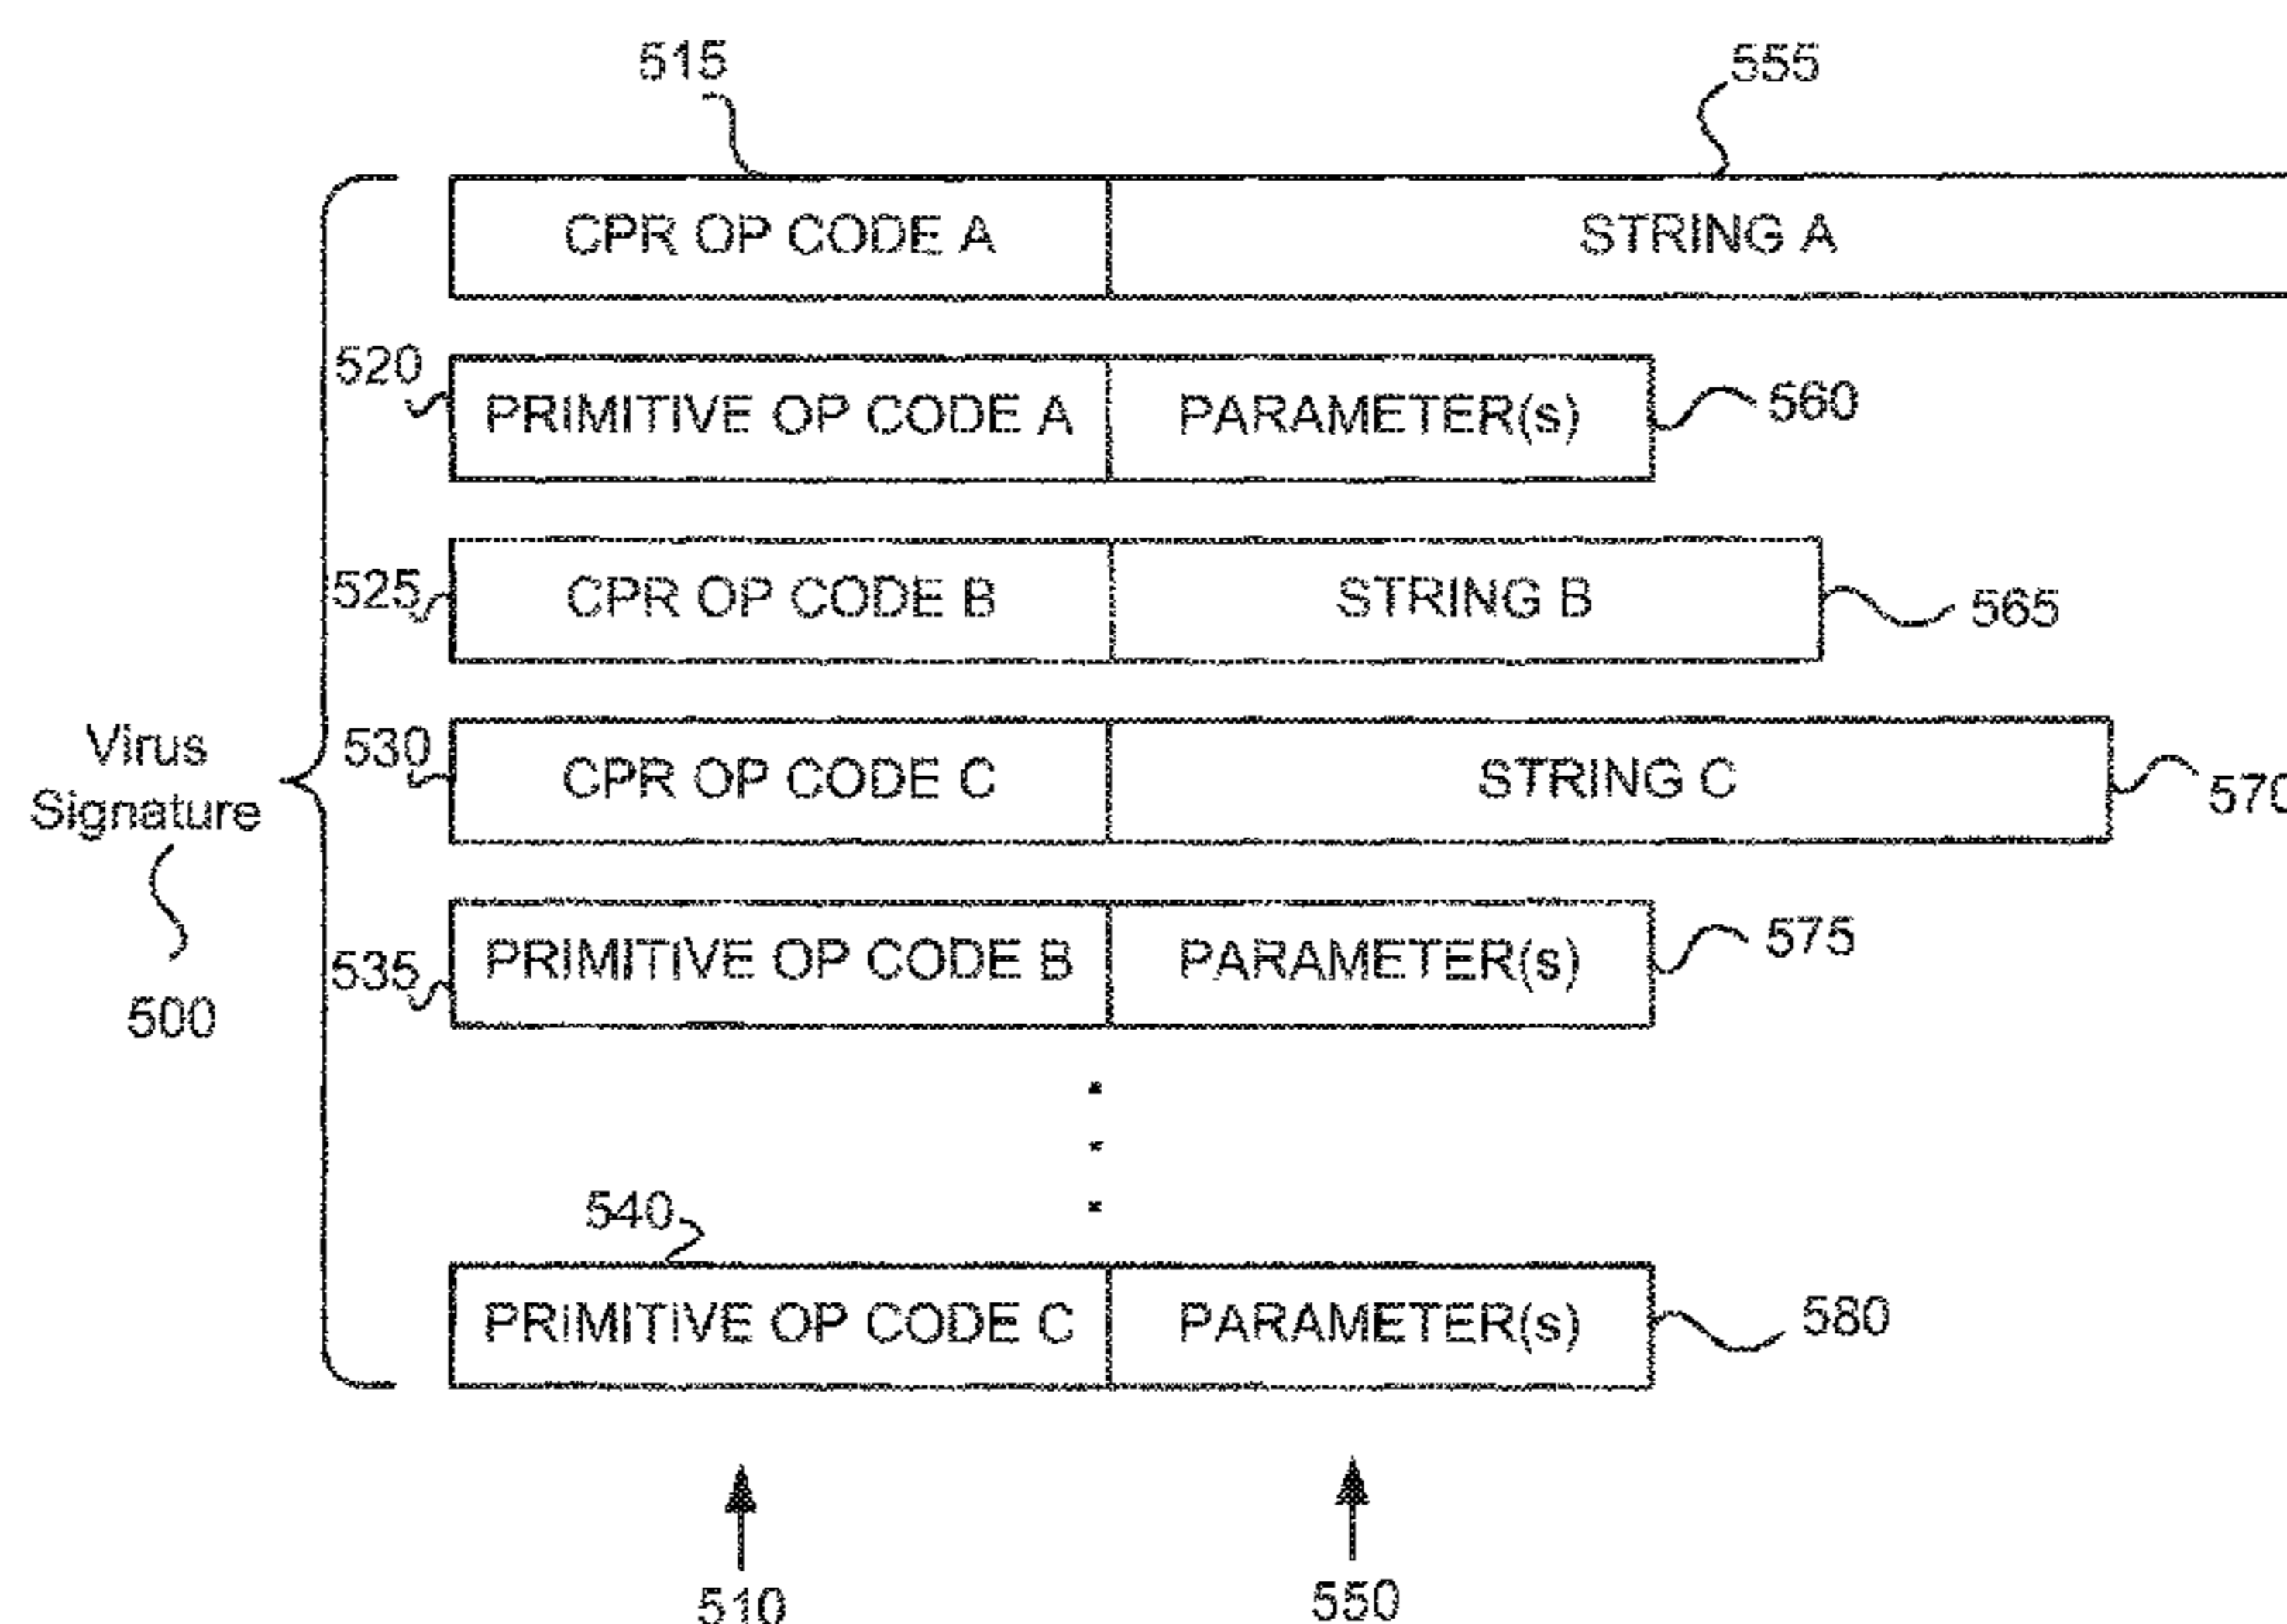 515
555
CPR OP CODE A
STRING A
520
PRIMITIVE OP CODE A
PARAMETER(s)
560
525
CPR OP CODE B
STRING B
565
Virus
Signature
500
530
CPR OP CODE C
STRING C
570
535
PRIMITIVE OP CODE B
PARAMETER(s)
575
540
PRIMITIVE OP CODE C
PARAMETER(s)
580
510
550